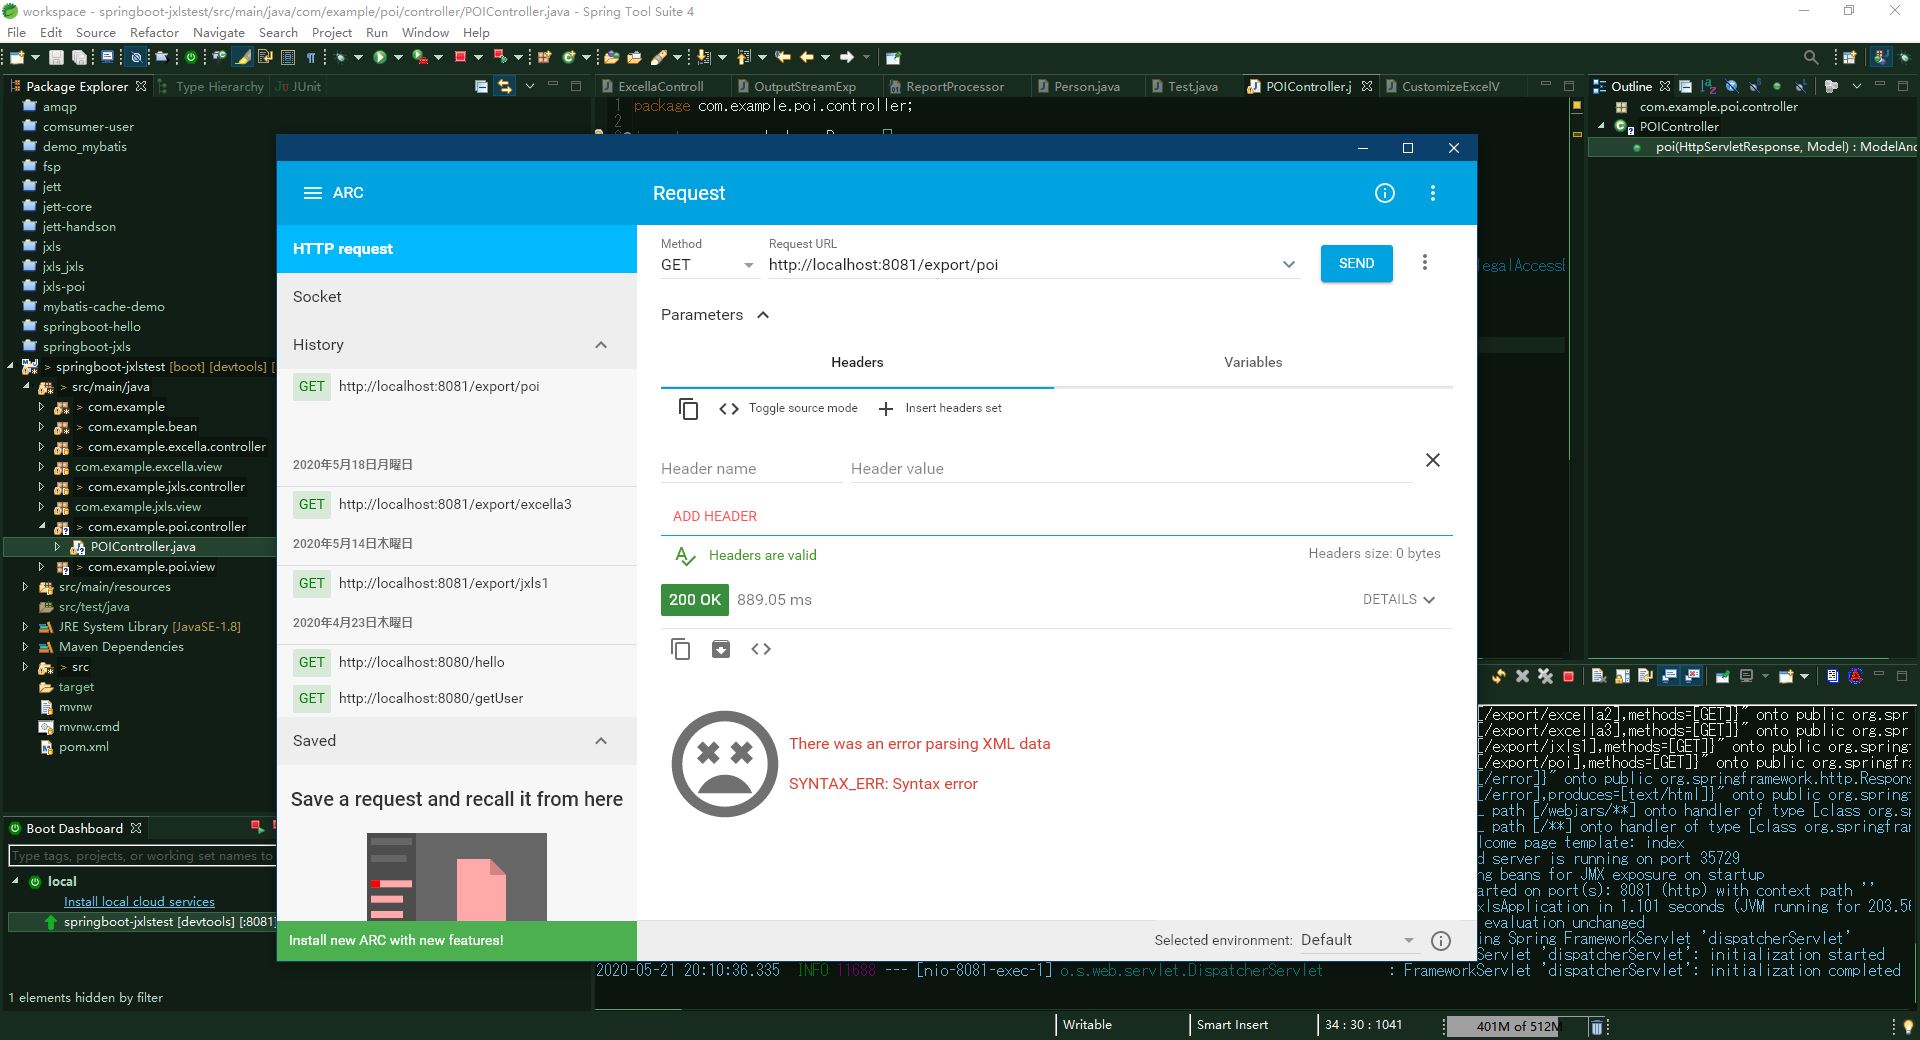 workspace - springboot-jxlstest/src/main/java/com/example/poi/controller/POIController.java - Spring Tool Suite 4
File Edit Source Refactor Navigate Search Project Run Window Help
Package Explorer Type Hierarchy JUnit
amqp
comsumer-user
demo_mybatis
fsp
jett
jett-core
jett-handson
jxls
jxls_jxls
jxls-poi
mybatis-cache-demo
springboot-hello
springboot-jxls
> springboot-jxlstest [boot] [devtools] [
> src/main/java
> com.example
> com.example.bean
> com.example.excella.controller
com.example.excella.view
> com.example.jxls.controller
com.example.jxls.view
> com.example.poi.controller
POIController.java
> com.example.poi.view
src/main/resources
src/test/java
JRE System Library [JavaSE-1.8]
Maven Dependencies
> src
target
mvnw
mvnw.cmd
pom.xml
Boot Dashboard
Type tags, projects, or working set names to
local
Install local cloud services
springboot-jxlstest [devtools] [:8081]
1 elements hidden by filter
ExcellaControll OutputStreamExp ReportProcessor Person.java Test.java POIController.j CustomizeExcelV
1 package com.example.poi.controller;
2
Outline
com.example.poi.controller
POIController
poi(HttpServletResponse, Model) : ModelAn
ARC
Request
HTTP request
Socket
History
GET http://localhost:8081/export/poi
2020年5月18日月曜日
GET http://localhost:8081/export/excella3
2020年5月14日木曜日
GET http://localhost:8081/export/jxls1
2020年4月23日木曜日
GET http://localhost:8080/hello
GET http://localhost:8080/getUser
Saved
Save a request and recall it from here
Install new ARC with new features!
Method
GET
Request URL
http://localhost:8081/export/poi
SEND
Parameters
Headers Variables
Toggle source mode Insert headers set
Header name Header value
ADD HEADER
Headers are valid
Headers size: 0 bytes
200 OK 889.05 ms
DETAILS
There was an error parsing XML data
SYNTAX_ERR: Syntax error
Selected environment: Default
legalAccessE
[/export/excella2],methods=[GET]}" onto public org.spr
[/export/excella3],methods=[GET]}" onto public org.spr
[/export/jxls1],methods=[GET]}" onto public org.spring
[/export/poi],methods=[GET]}" onto public org.springfr
[/error]}" onto public org.springframework.http.Respon
[/error],produces=[text/html]}" onto public org.spring
path [/webjars/**] onto handler of type [class org.sp
path [/**] onto handler of type [class org.springfram
lcome page template: index
d server is running on port 35729
ng beans for JMX exposure on startup
arted on port(s): 8081 (http) with context path ''
xlsApplication in 1.101 seconds (JVM running for 203.56
evaluation unchanged
ing Spring FrameworkServlet 'dispatcherServlet'
FrameworkServlet 'dispatcherServlet': initialization started
2020-05-21 20:10:36.335 INFO 11688 --- [nio-8081-exec-1] o.s.web.servlet.DispatcherServlet : FrameworkServlet 'dispatcherServlet': initialization completed
Writable Smart Insert 34 : 30 : 1041 401M of 512M